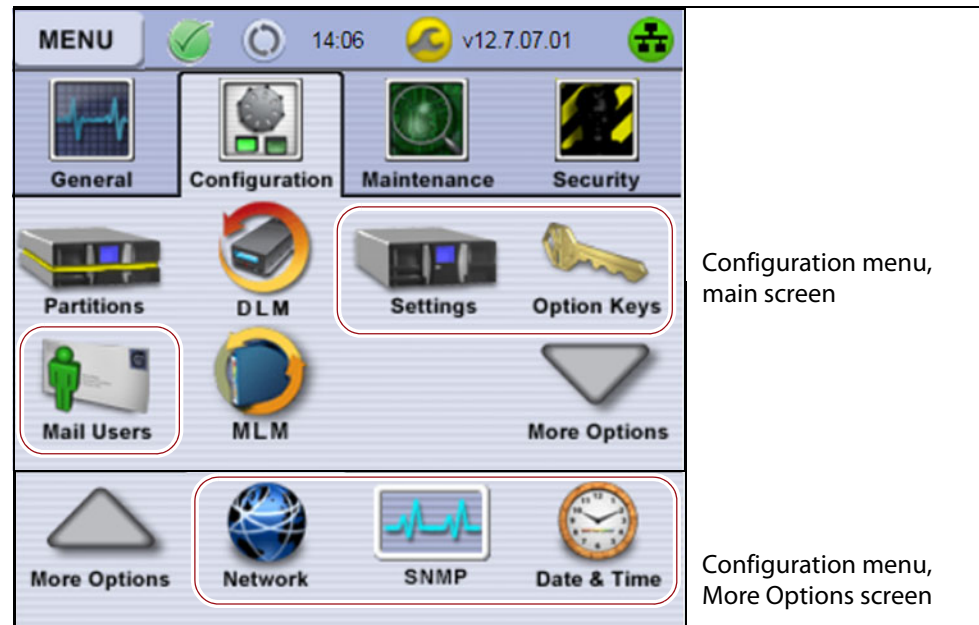 MENU 14:06 v12.7.07.01
General Configuration Maintenance Security
Partitions DLM Settings Option Keys
Configuration menu,
main screen
Mail Users MLM More Options
More Options Network SNMP Date & Time
Configuration menu,
More Options screen